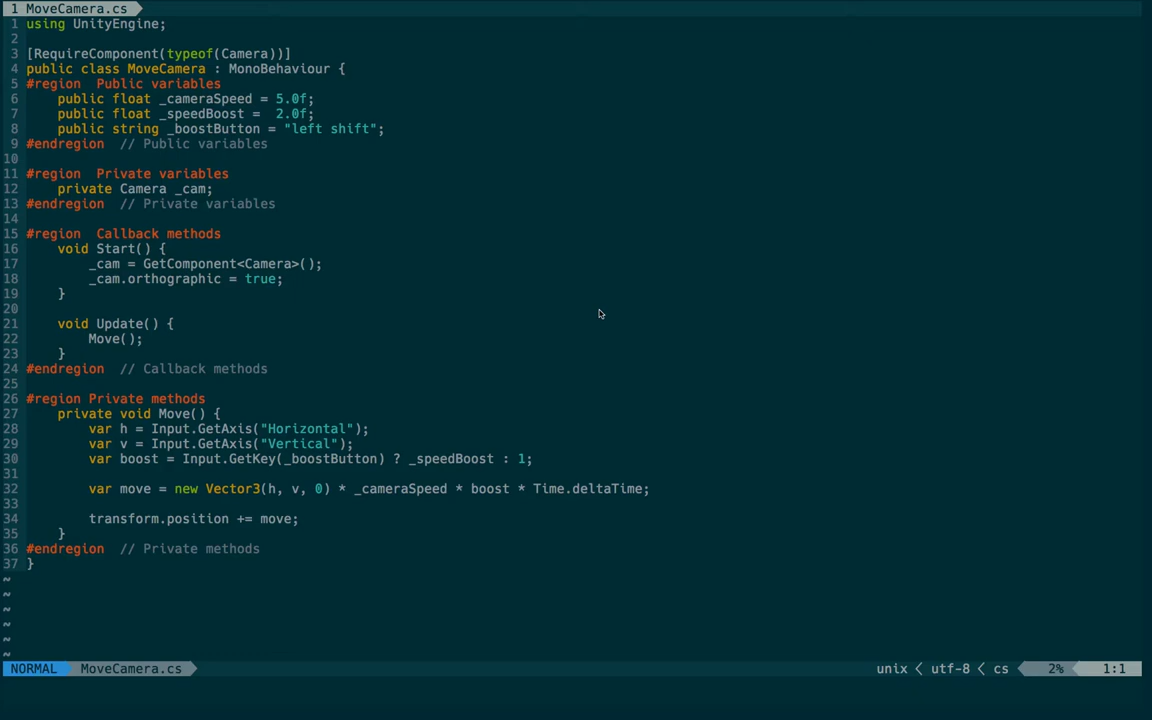 1 MoveCamera.cs
1 using UnityEngine;
2
3 [RequireComponent(typeof(Camera))]
4 public class MoveCamera : MonoBehaviour {
5 #region  Public variables
6     public float _cameraSpeed = 5.0f;
7     public float _speedBoost =  2.0f;
8     public string _boostButton = "left shift";
9 #endregion  // Public variables
10
11 #region  Private variables
12     private Camera _cam;
13 #endregion  // Private variables
14
15 #region  Callback methods
16     void Start() {
17         _cam = GetComponent<Camera>();
18         _cam.orthographic = true;
19     }
20
21     void Update() {
22         Move();
23     }
24 #endregion  // Callback methods
25
26 #region Private methods
27     private void Move() {
28         var h = Input.GetAxis("Horizontal");
29         var v = Input.GetAxis("Vertical");
30         var boost = Input.GetKey(_boostButton) ? _speedBoost : 1;
31
32         var move = new Vector3(h, v, 0) * _cameraSpeed * boost * Time.deltaTime;
33
34         transform.position += move;
35     }
36 #endregion  // Private methods
37 }
~
~
~
~
~
~
NORMAL MoveCamera.cs unix < utf-8 < cs 2% 1:1